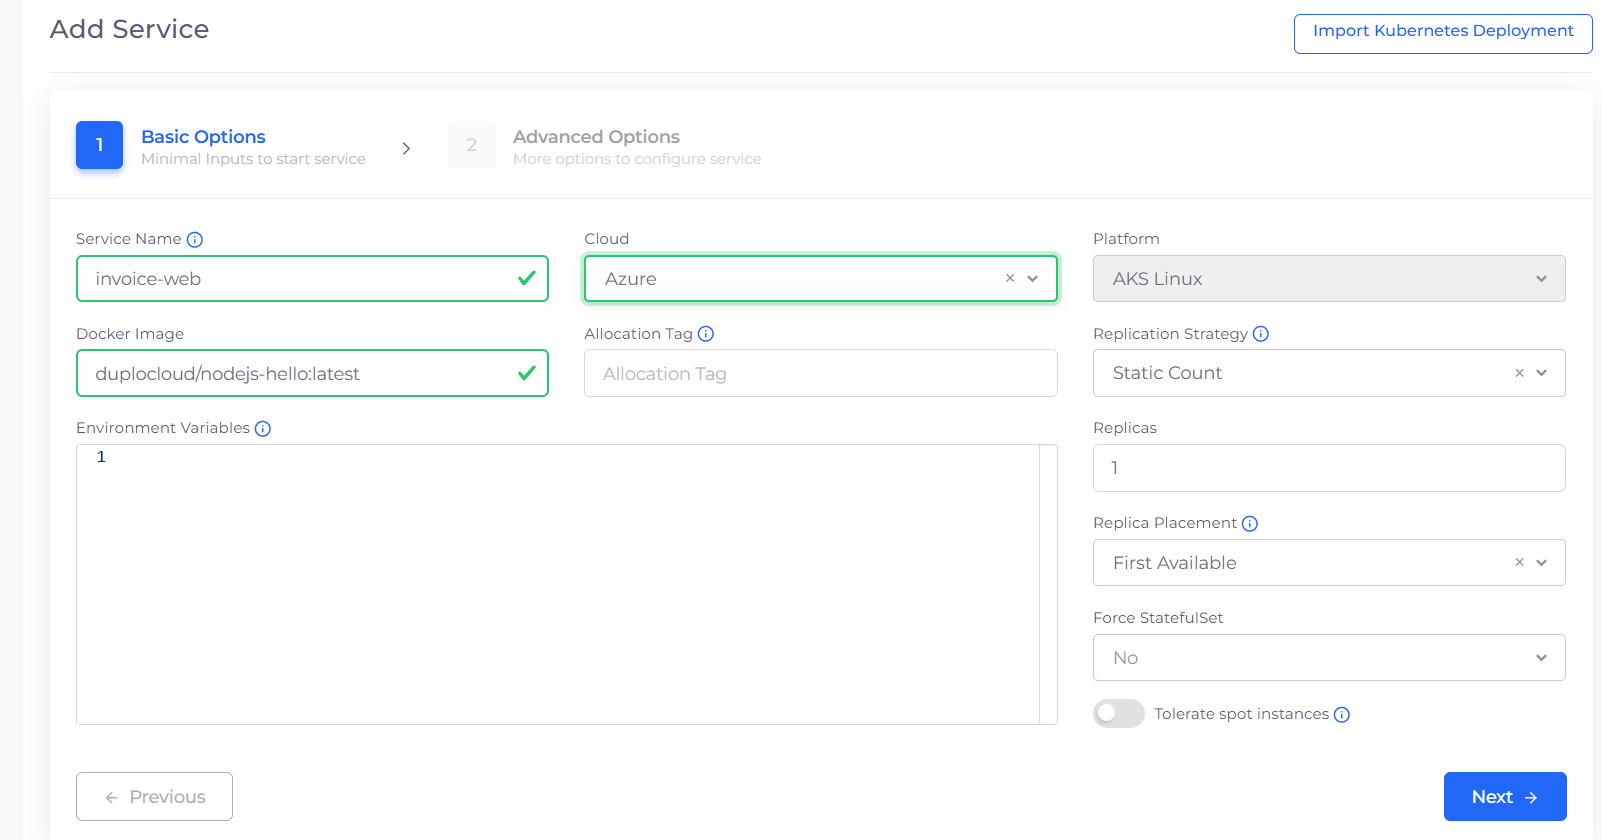 Add Service
Import Kubernetes Deployment
1
Basic Options
Minimal Inputs to start service
2
Advanced Options
More options to configure service
Service Name
invoice-web
Cloud
Azure
Platform
AKS Linux
Docker Image
duplocloud/nodejs-hello:latest
Allocation Tag
Allocation Tag
Replication Strategy
Static Count
Environment Variables
1
Replicas
1
Replica Placement
First Available
Force StatefulSet
No
Tolerate spot instances
Previous
Next